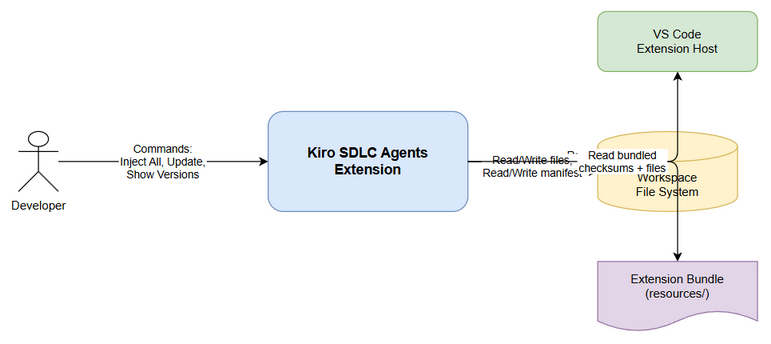 VS Code
Extension Host
Commands:
Inject All, Update,
Show Versions
Kiro SDLC Agents
Extension
Read/Write files,
Read/Write manifest
Read bundled
checksums + files
Workspace
File System
Developer
Extension Bundle
(resources/)